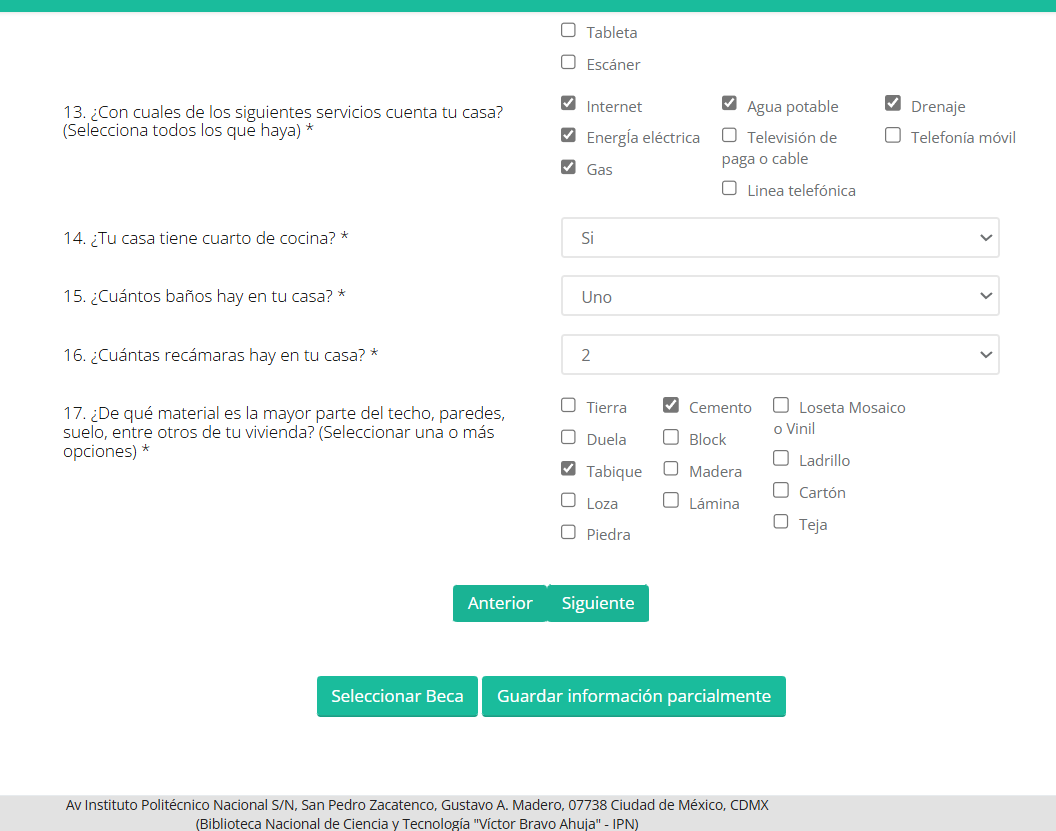 Tableta
Escáner
13. ¿Con cuales de los siguientes servicios cuenta tu casa?
(Selecciona todos los que haya) *
Internet
Energía eléctrica
Gas
Agua potable
Televisión de
paga o cable
Linea telefónica
Drenaje
Telefonía móvil
14. ¿Tu casa tiene cuarto de cocina? *
Si
15. ¿Cuántos baños hay en tu casa? *
Uno
16. ¿Cuántas recámaras hay en tu casa? *
2
17. ¿De qué material es la mayor parte del techo, paredes,
suelo, entre otros de tu vivienda? (Seleccionar una o más
opciones) *
Tierra
Duela
Tabique
Loza
Piedra
Cemento
Block
Madera
Lámina
Loseta Mosaico
o Vinil
Ladrillo
Cartón
Teja
Anterior
Siguiente
Seleccionar Beca
Guardar información parcialmente
Av Instituto Politécnico Nacional S/N, San Pedro Zacatenco, Gustavo A. Madero, 07738 Ciudad de México, CDMX
(Biblioteca Nacional de Ciencia y Tecnología "Víctor Bravo Ahuja" - IPN)